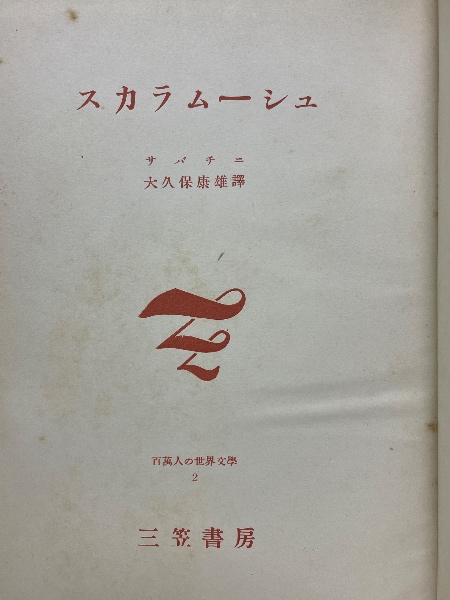 スカラムーシュ
サバチニ
大久保康雄譯
百萬人の世界文學
2
三笠書房